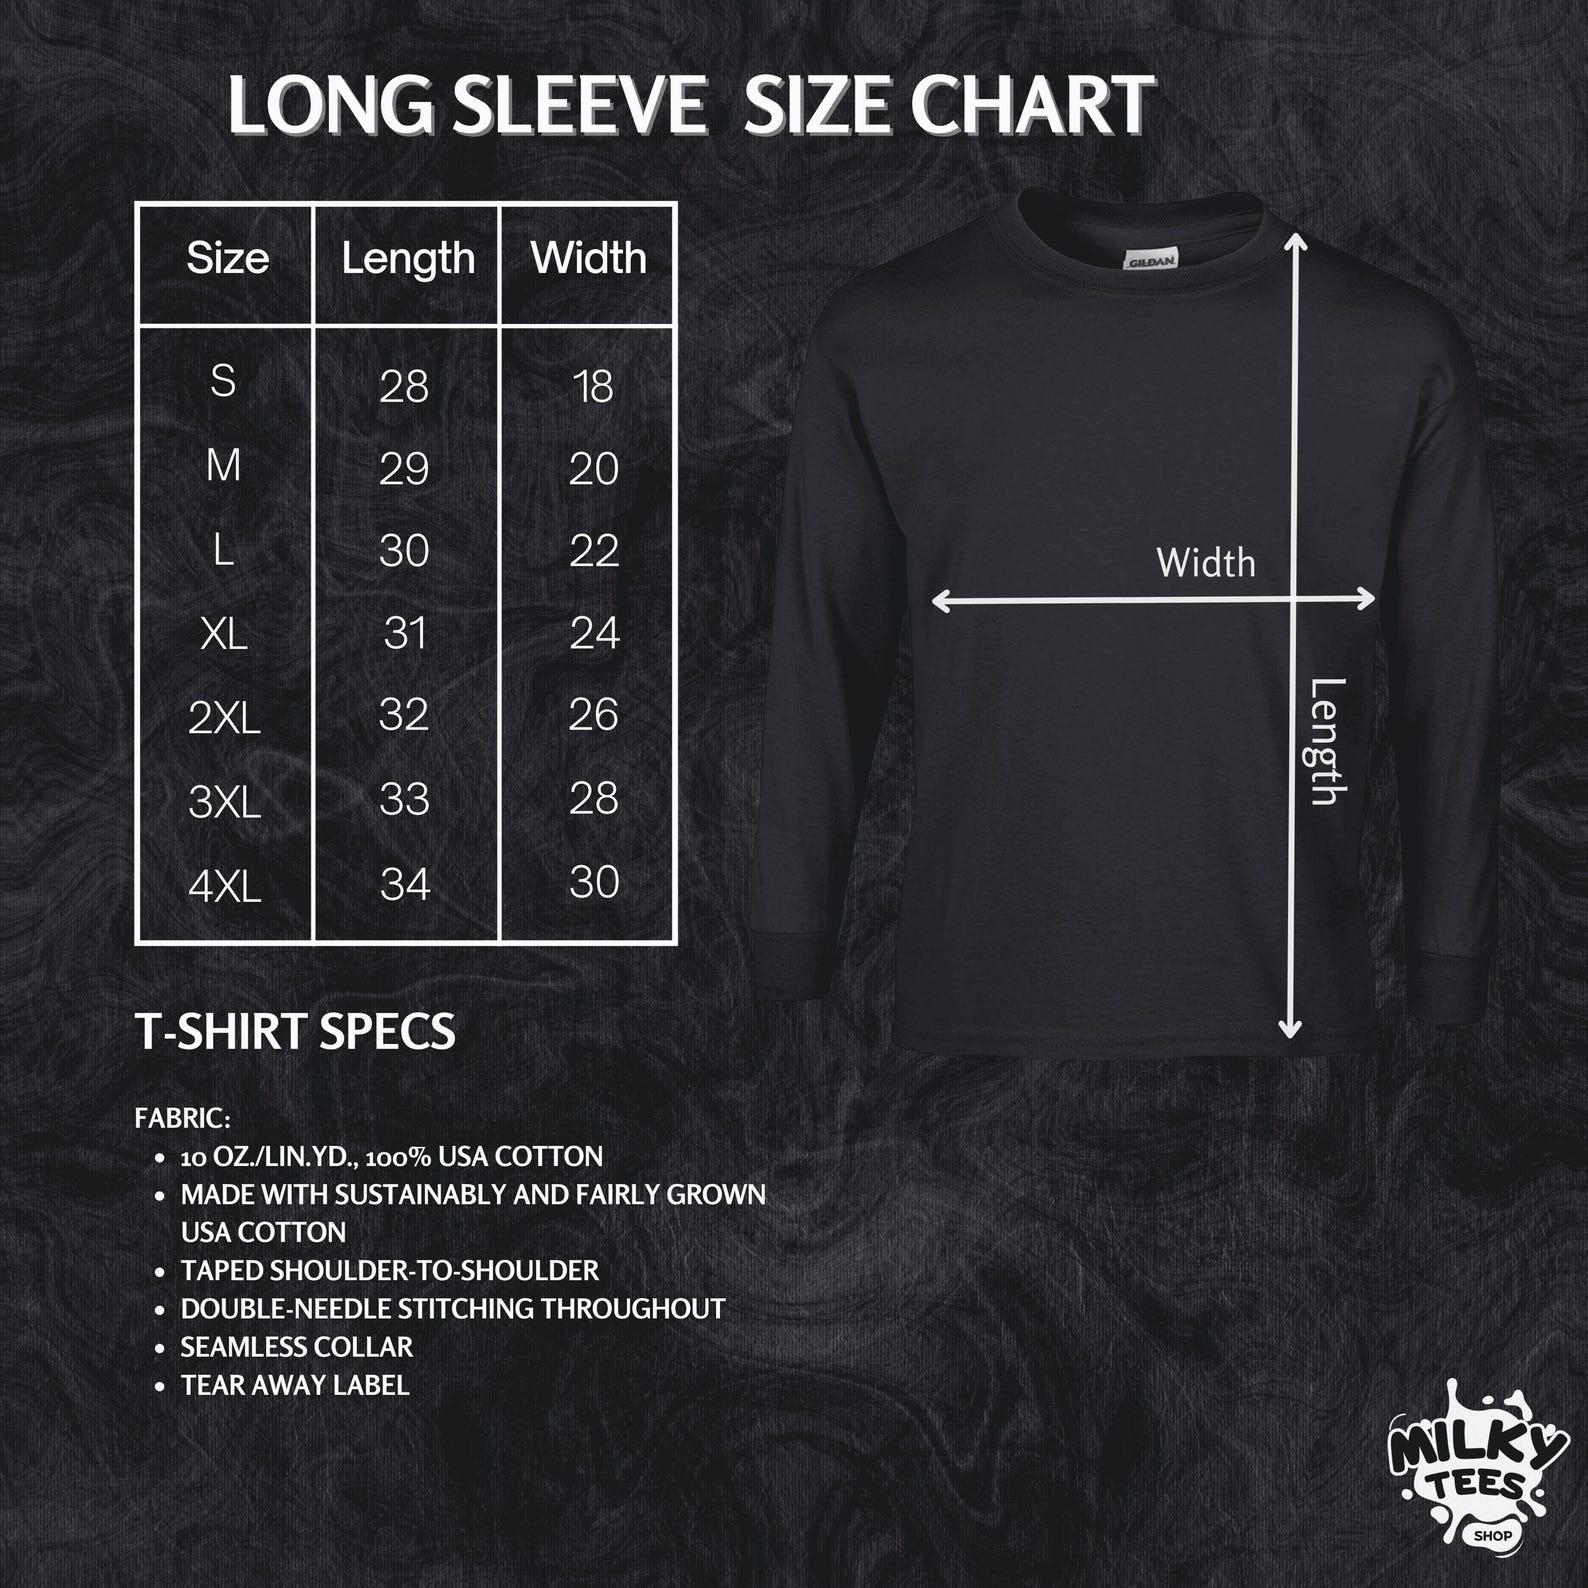 LONG SLEEVE SIZE CHART
Size Length Width
S 28 18
M 29 20
L 30 22
XL 31 24
2XL 32 26
3XL 33 28
4XL 34 30
GILDAN
Width
Length
T-SHIRT SPECS
FABRIC:
• 10 OZ./LIN.YD., 100% USA COTTON
• MADE WITH SUSTAINABLY AND FAIRLY GROWN
USA COTTON
• TAPED SHOULDER-TO-SHOULDER
• DOUBLE-NEEDLE STITCHING THROUGHOUT
• SEAMLESS COLLAR
• TEAR AWAY LABEL
MILKY
TEES
SHOP